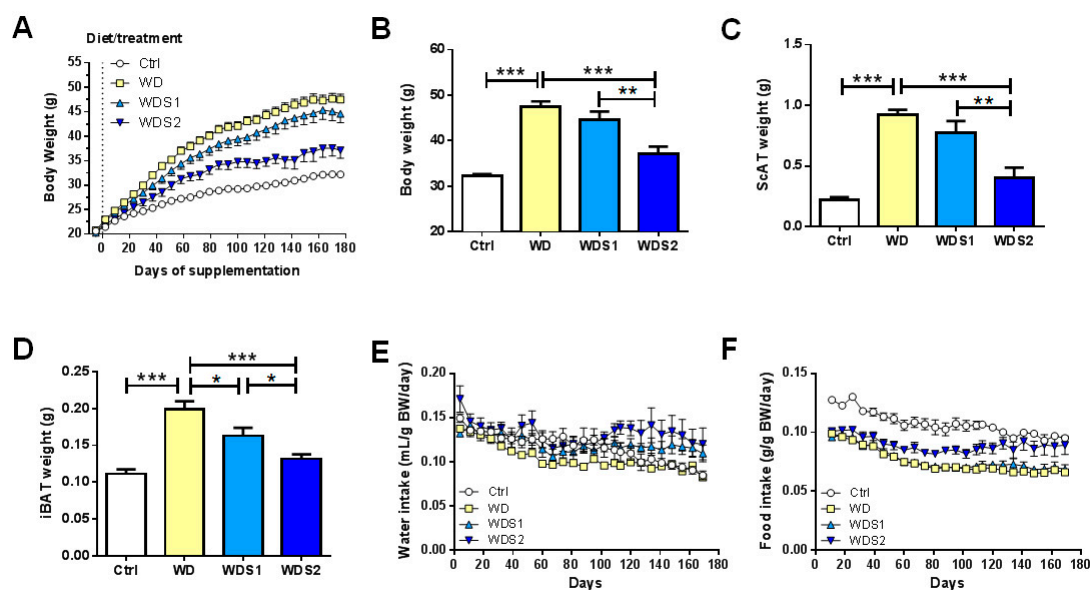 A
Diet/treatment
Ctrl
WD
WDS1
WDS2
Body Weight (g)
55
50
45
40
35
30
25
20
0 20 40 60 80 100 120 140 160 180
Days of supplementation
B
Body weight (g)
60
50
40
30
20
***
***
**
Ctrl WD WDS1 WDS2
C
ScAT weight (g)
1.5
1.0
0.5
0.0
***
***
**
Ctrl WD WDS1 WDS2
D
iBAT weight (g)
0.25
0.20
0.15
0.10
0.05
0.00
***
***
*
*
Ctrl WD WDS1 WDS2
E
Water intake (mL/g BW/day)
0.20
0.15
0.10
0.05
0.00
Ctrl
WD
WDS1
WDS2
0 20 40 60 80 100 120 140 160 180
Days
F
Food intake (g/g BW/day)
0.15
0.10
0.05
0.00
Ctrl
WD
WDS1
WDS2
0 20 40 60 80 100 120 140 160 180
Days